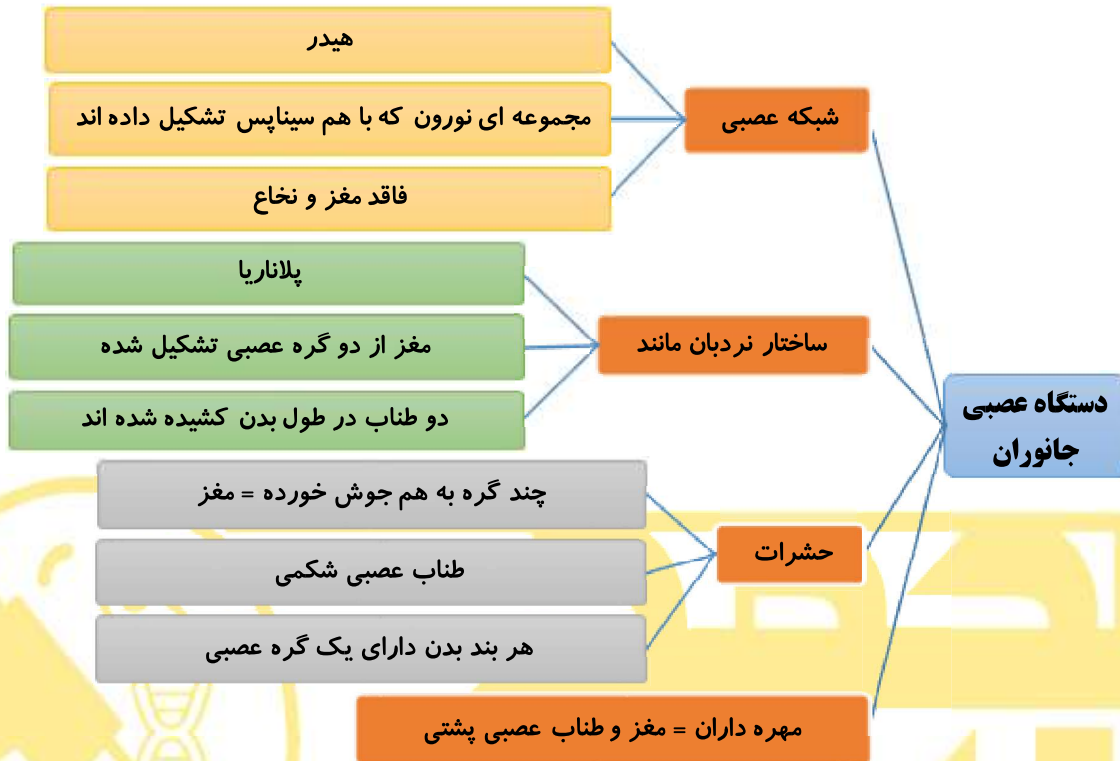 دستگاه عصبی
جانوران
شبکه عصبی
هیدر
مجموعه ای نورون که با هم سیناپس تشکیل داده اند
فاقد مغز و نخاع
ساختار نردبان مانند
پلاناریا
مغز از دو گره عصبی تشکیل شده
دو طناب در طول بدن کشیده شده اند
حشرات
چند گره به هم جوش خورده = مغز
طناب عصبی شکمی
هر بند بدن دارای یک گره عصبی
مهره داران = مغز و طناب عصبی پشتی